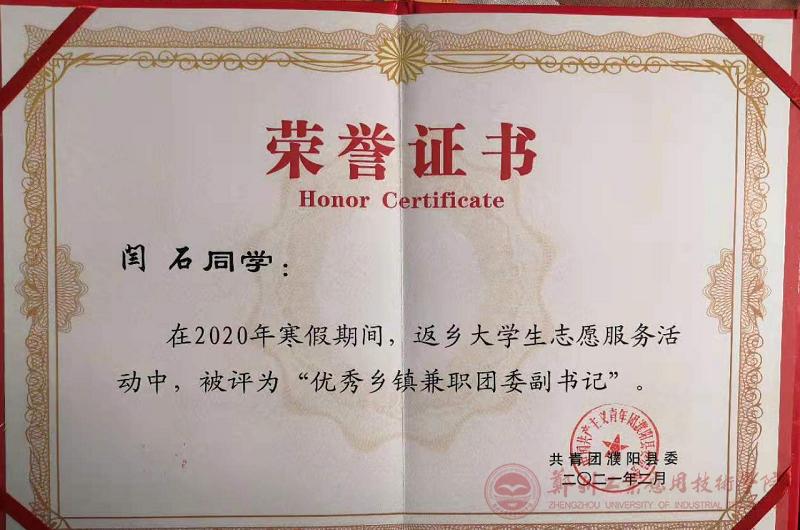 荣誉证书
Honor Certificate
闫 石同学：
在2020年寒假期间，返乡大学生志愿服务活
动中，被评为“优秀乡镇兼职团委副书记”。
共青团濮阳县委
二〇二一年二月
ZHENGZHOU UNIVERSITY OF INDUSTRIAL